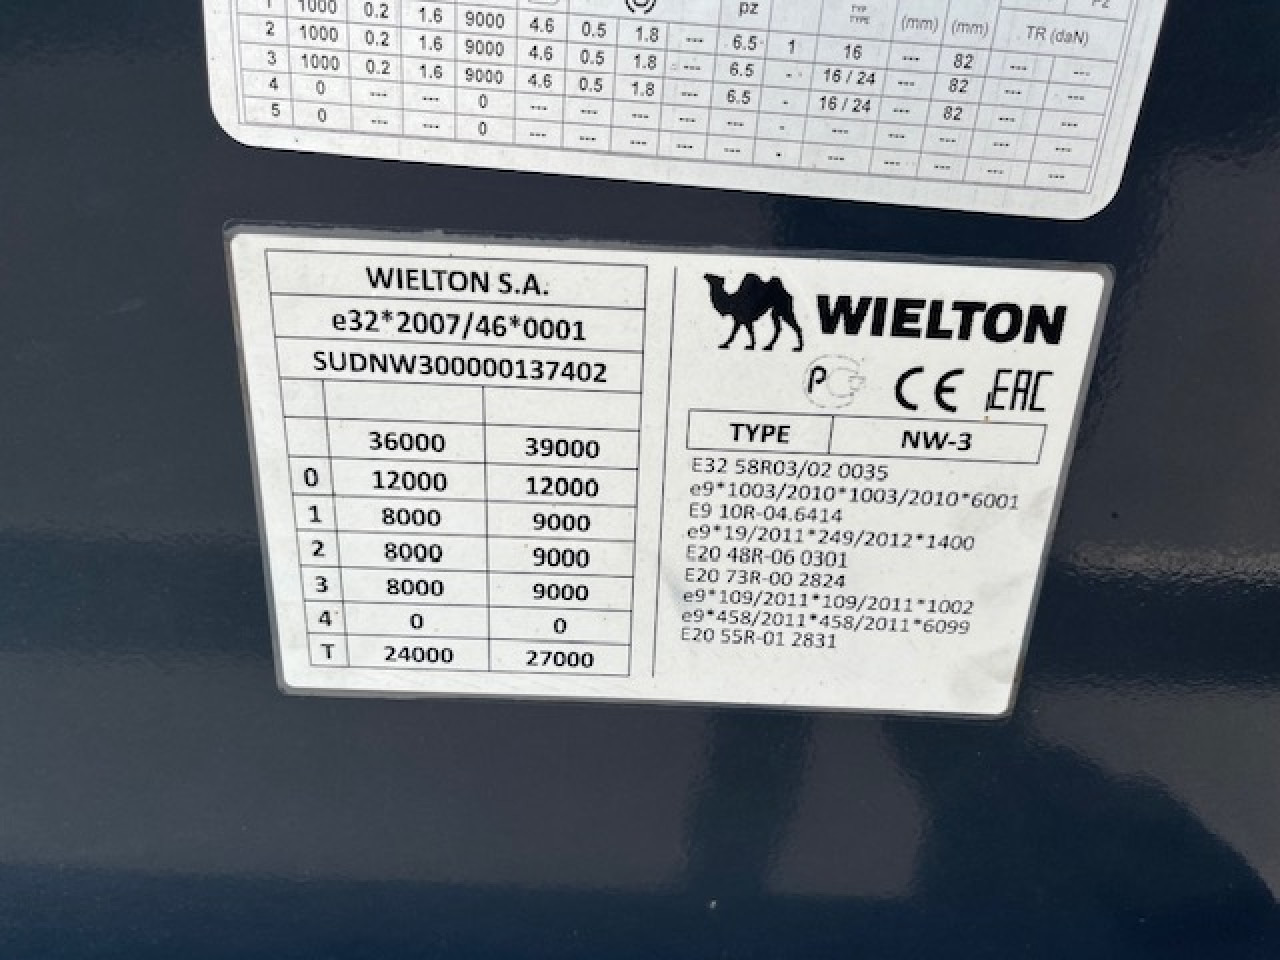 1 1000 0.2 1.6 9000 4.6 0.5 1.8 --- 6.5 1 16 --- 82 --- ---
2 1000 0.2 1.6 9000 4.6 0.5 1.8 --- 6.5 - 16 / 24 --- 82 --- ---
3 1000 0.2 1.6 9000 4.6 0.5 1.8 --- 6.5 - 16 / 24 --- 82 --- ---
4 0 --- --- 0 --- --- --- --- --- - --- --- --- --- ---
5 0 --- --- 0 --- --- --- --- --- - --- --- --- --- ---
pz
TYP
TYPE
(mm) (mm)
TR (daN)
WIELTON S.A.
e32*2007/46*0001
SUDNW300000137402
36000 39000
0 12000 12000
1 8000 9000
2 8000 9000
3 8000 9000
4 0 0
T 24000 27000
WIELTON
PC CE EAC
TYPE NW-3
E32 58R03/02 0035
e9*1003/2010*1003/2010*6001
E9 10R-04.6414
e9*19/2011*249/2012*1400
E20 48R-06 0301
E20 73R-00 2824
e9*109/2011*109/2011*1002
e9*458/2011*458/2011*6099
E20 55R-01 2831